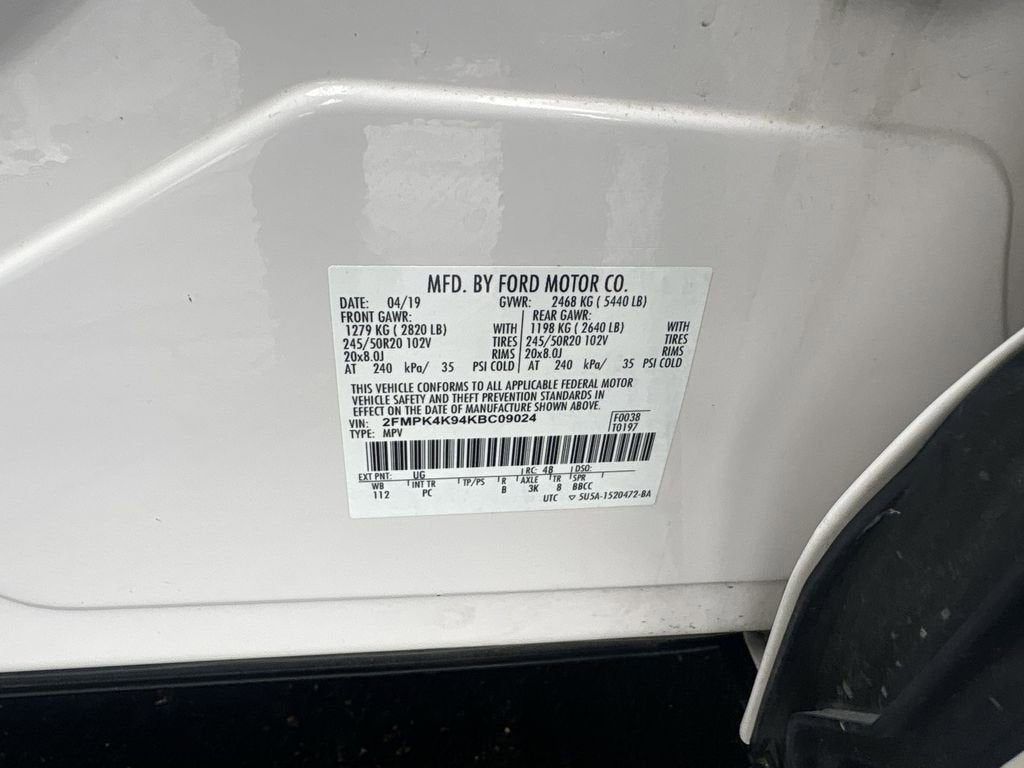 MFD. BY FORD MOTOR CO.
DATE: 04/19 GVWR: 2468 KG ( 5440 LB)
FRONT GAWR: REAR GAWR:
1279 KG ( 2820 LB) WITH 1198 KG ( 2640 LB) WITH
245/50R20 102V TIRES 245/50R20 102V TIRES
20x8.0J RIMS 20x8.0J RIMS
AT 240 kPa/ 35 PSI COLD AT 240 kPa/ 35 PSI COLD
THIS VEHICLE CONFORMS TO ALL APPLICABLE FEDERAL MOTOR
VEHICLE SAFETY AND THEFT PREVENTION STANDARDS IN
EFFECT ON THE DATE OF MANUFACTURE SHOWN ABOVE.
VIN: 2FMPK4K94KBC09024 F0038
TYPE: MPV T0197
EXT PNT: UG RC: 48 DSO:
WB INT TR TP/PS R AXLE TR SPR
112 PC B 3K 8 BBCC
UTC ▽ 5U5A-1520472-BA